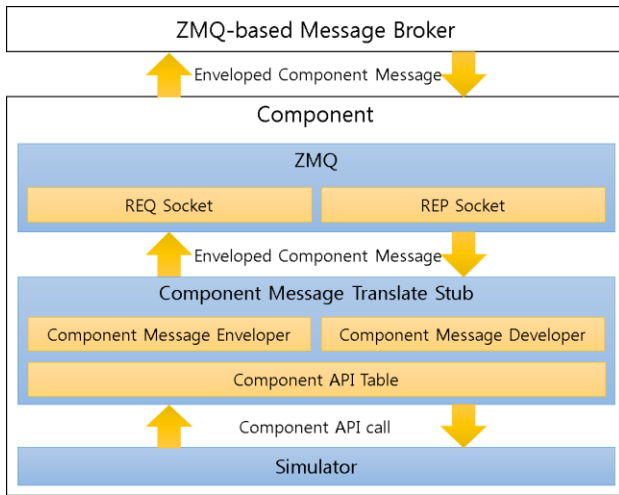 ZMQ-based Message Broker
Enveloped Component Message
Component
ZMQ
REQ Socket
REP Socket
Enveloped Component Message
Component Message Translate Stub
Component Message Enveloper
Component Message Developer
Component API Table
Component API call
Simulator